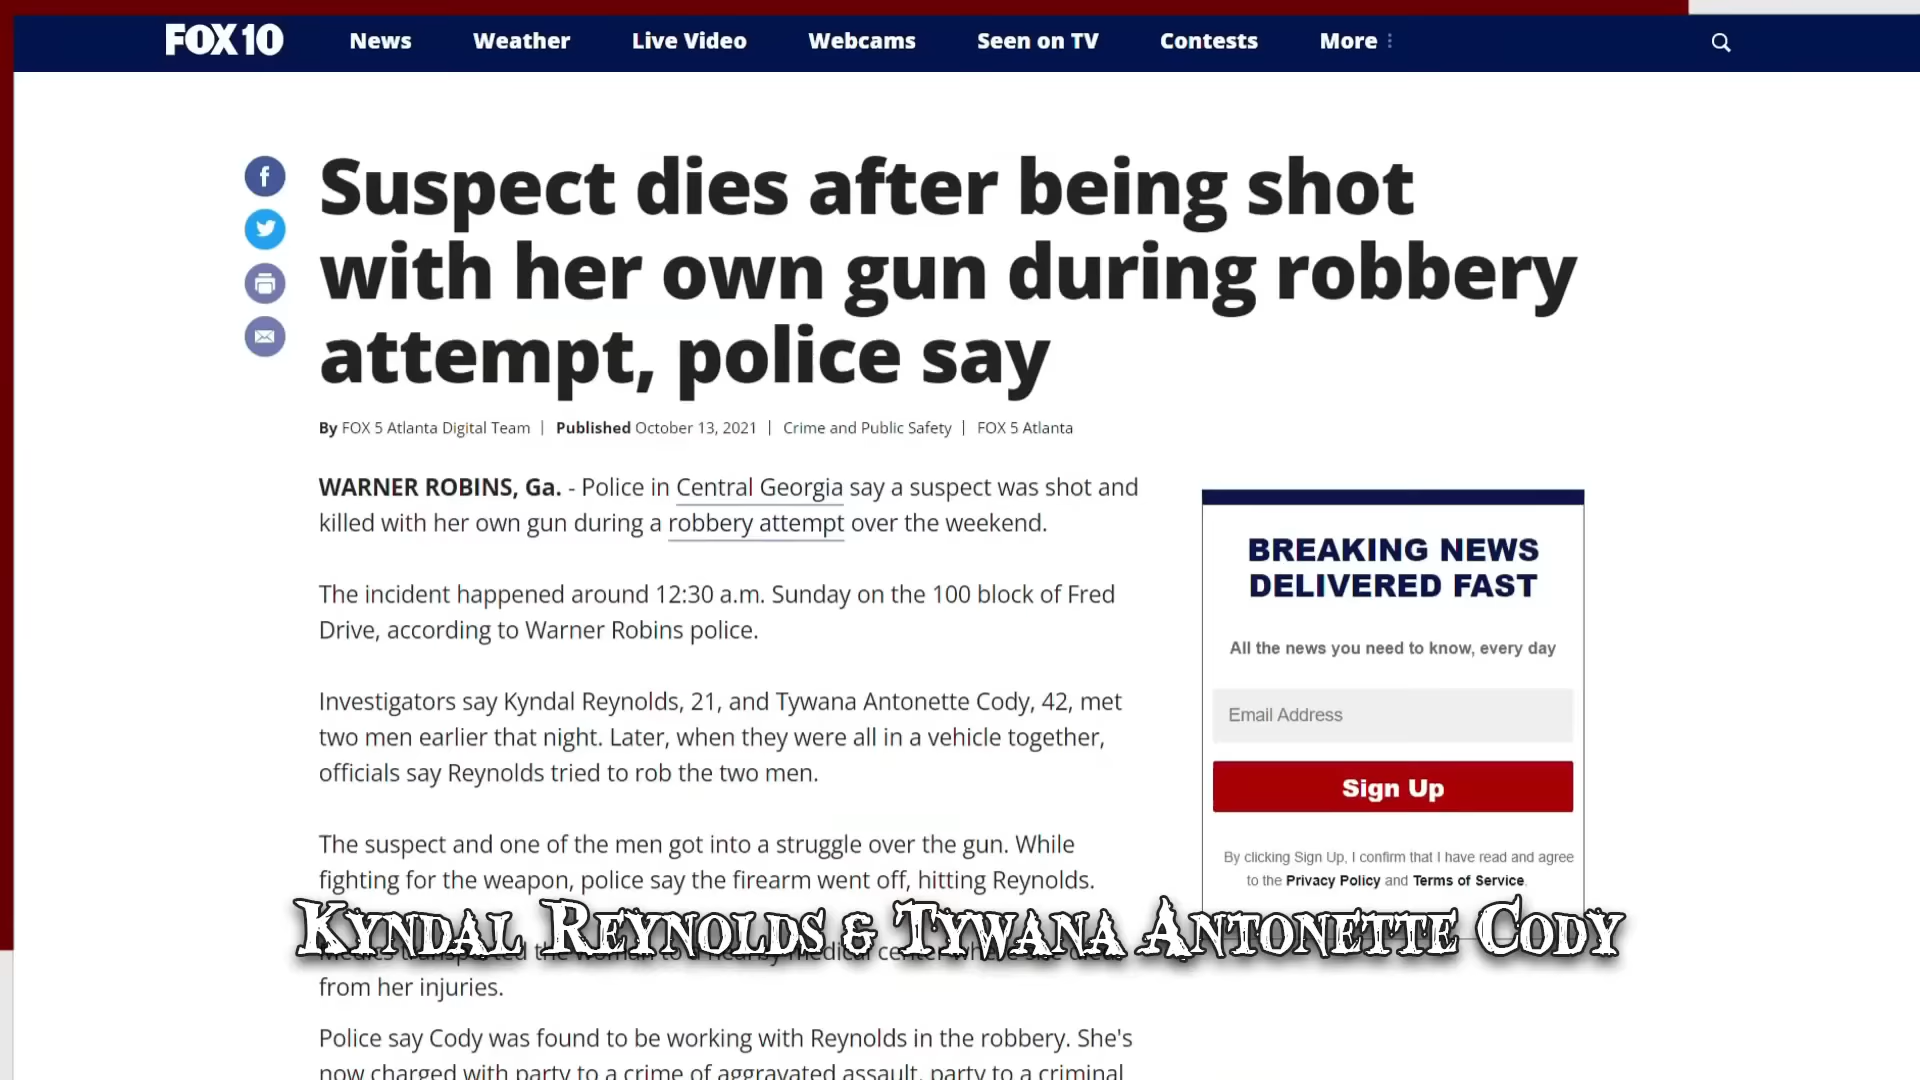 FOX 10 News Weather Live Video Webcams Seen on TV Contests More
Suspect dies after being shot
with her own gun during robbery
attempt, police say
By FOX 5 Atlanta Digital Team | Published October 13, 2021 | Crime and Public Safety | FOX 5 Atlanta
WARNER ROBINS, Ga. - Police in Central Georgia say a suspect was shot and
killed with her own gun during a robbery attempt over the weekend.
The incident happened around 12:30 a.m. Sunday on the 100 block of Fred
Drive, according to Warner Robins police.
Investigators say Kyndal Reynolds, 21, and Tywana Antonette Cody, 42, met
two men earlier that night. Later, when they were all in a vehicle together,
officials say Reynolds tried to rob the two men.
The suspect and one of the men got into a struggle over the gun. While
fighting for the weapon, police say the firearm went off, hitting Reynolds.
Kyndal Reynolds & Tywana Antonette Cody
Medics transported the woman to a nearby medical center where she died
from her injuries.
Police say Cody was found to be working with Reynolds in the robbery. She's
now charged with party to a crime of aggravated assault, party to a criminal
BREAKING NEWS
DELIVERED FAST
All the news you need to know, every day
Email Address
Sign Up
By clicking Sign Up, I confirm that I have read and agree
to the Privacy Policy and Terms of Service.